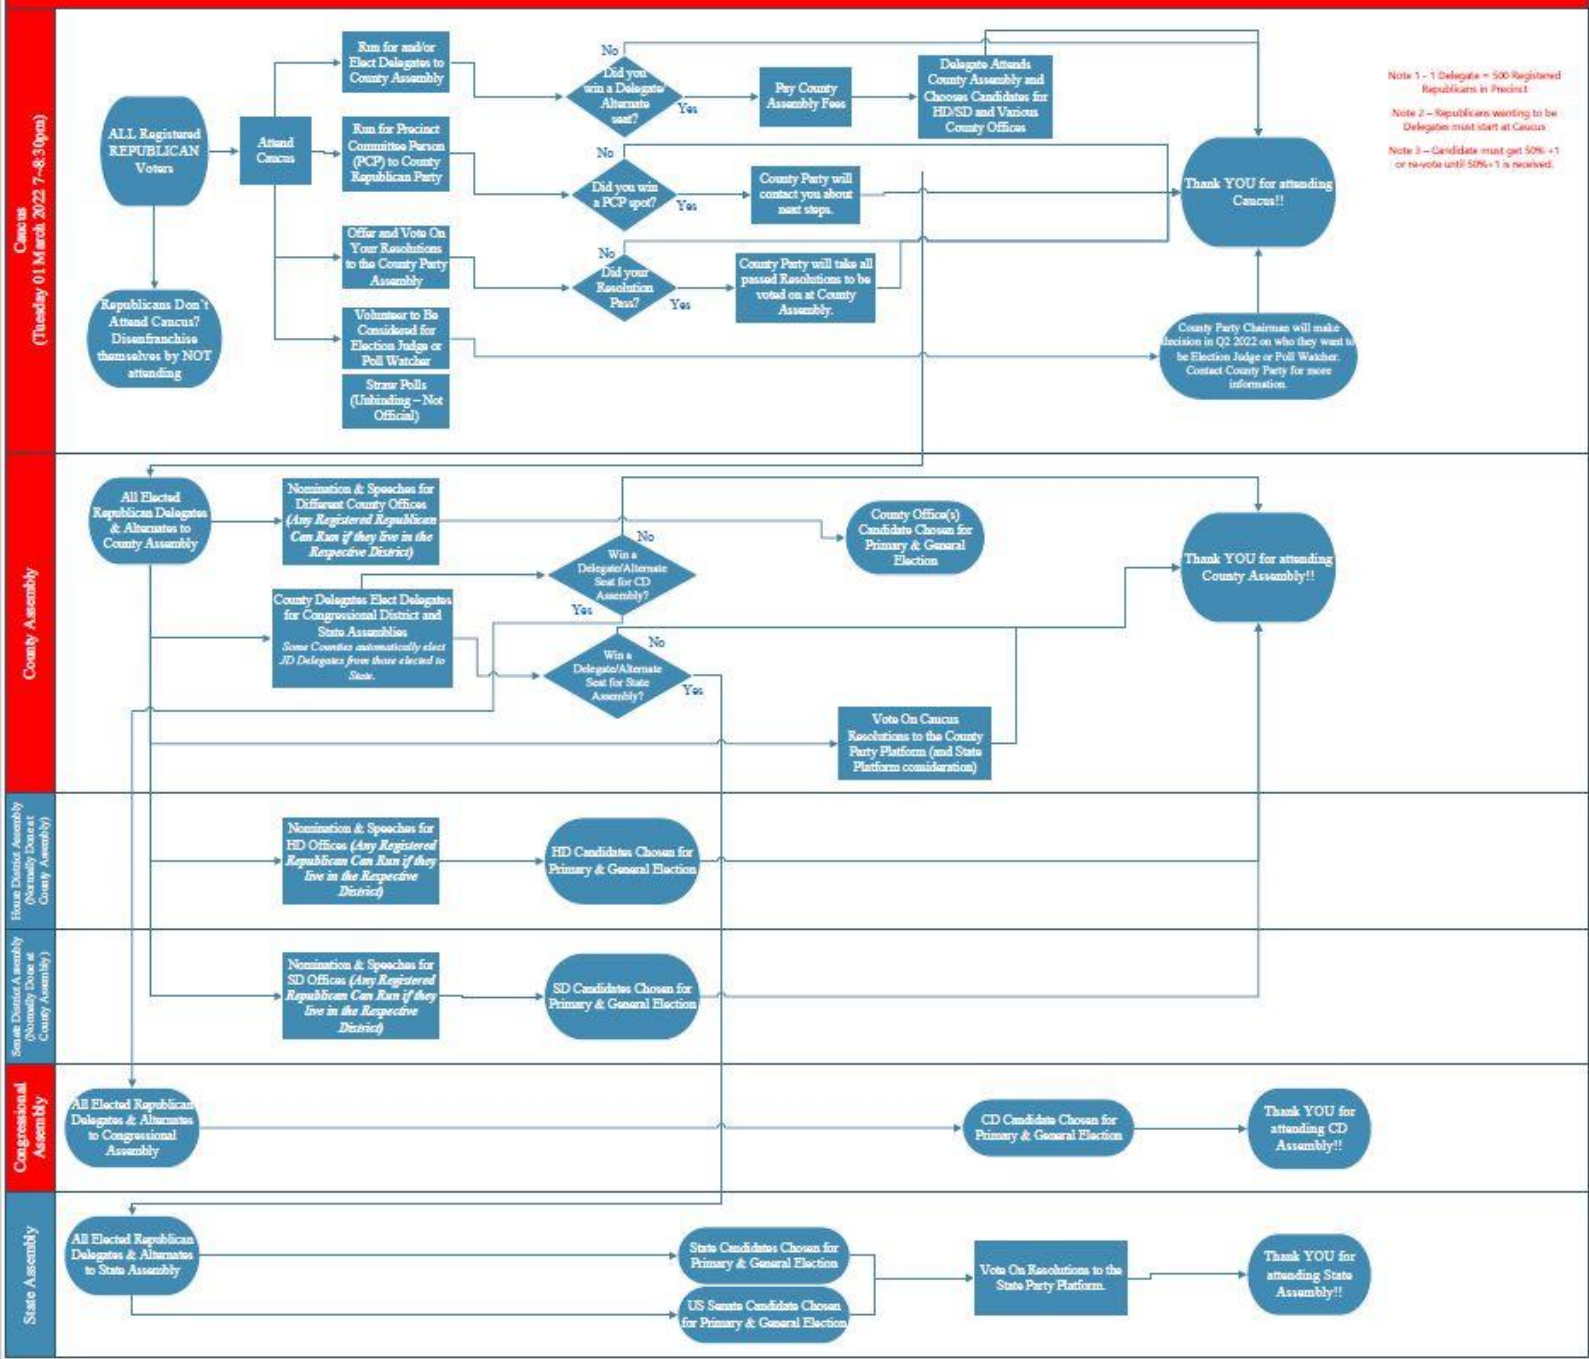 Caucus
(Tuesday 01 March 2022 7~8:30pm)
ALL Registered
REPUBLICAN
Voters
Republicans Don't
Attend Caucus?
Disenfranchise
themselves by NOT
attending
Attend
Caucus
Run for and/or
Elect Delegates to
County Assembly
Run for Precinct
Committee Person
(PCP) to County
Republican Party
Offer and Vote On
Your Resolutions
to the County Party
Assembly
Volunteer to Be
Considered for
Election Judge or
Poll Watcher
Straw Polls
(Unbinding – Not
Official)
No
Did you
win a Delegate/
Alternate
seat?
Yes
Pay County
Assembly Fees
Delegate Attends
County Assembly and
Chooses Candidates for
HD/SD and Various
County Offices
No
Did you win
a PCP spot?
Yes
County Party will
contact you about
next steps.
No
Did your
Resolution
Pass?
Yes
County Party will take all
passed Resolutions to be
voted on at County
Assembly.
Thank YOU for attending
Caucus!!
County Party Chairman will make
decision in Q2 2022 on who they want to
be Election Judge or Poll Watcher.
Contact County Party for more
information.
Note 1 - 1 Delegate = 500 Registered
Republicans in Precinct
Note 2 – Republicans wanting to be
Delegates must start at Caucus
Note 3 – Candidate must get 50% +1
or re-vote until 50%+1 is received.
County Assembly
All Elected
Republican Delegates
& Alternates to
County Assembly
Nomination & Speeches for
Different County Offices
(Any Registered Republican
Can Run if they live in the
Respective District)
County Delegates Elect Delegates
for Congressional District and
State Assemblies
Some Counties automatically elect
JD Delegates from those elected to
State.
No
Win a
Delegate/Alternate
Seat for CD
Assembly?
Yes
No
Win a
Delegate/Alternate
Seat for State
Assembly?
Yes
County Office(s)
Candidate Chosen for
Primary & General
Election
Vote On Caucus
Resolutions to the County
Party Platform (and State
Platform consideration)
Thank YOU for attending
County Assembly!!
House District Assembly
(Normally Done at
County Assembly)
Nomination & Speeches for
HD Offices (Any Registered
Republican Can Run if they
live in the Respective
District)
HD Candidates Chosen for
Primary & General Election
Senate District Assembly
(Normally Done at
County Assembly)
Nomination & Speeches for
SD Offices (Any Registered
Republican Can Run if they
live in the Respective
District)
SD Candidates Chosen for
Primary & General Election
Congressional
Assembly
All Elected Republican
Delegates & Alternates
to Congressional
Assembly
CD Candidate Chosen for
Primary & General Election
Thank YOU for
attending CD
Assembly!!
State Assembly
All Elected Republican
Delegates & Alternates
to State Assembly
State Candidates Chosen for
Primary & General Election
US Senate Candidate Chosen
for Primary & General Election
Vote On Resolutions to the
State Party Platform.
Thank YOU for
attending State
Assembly!!